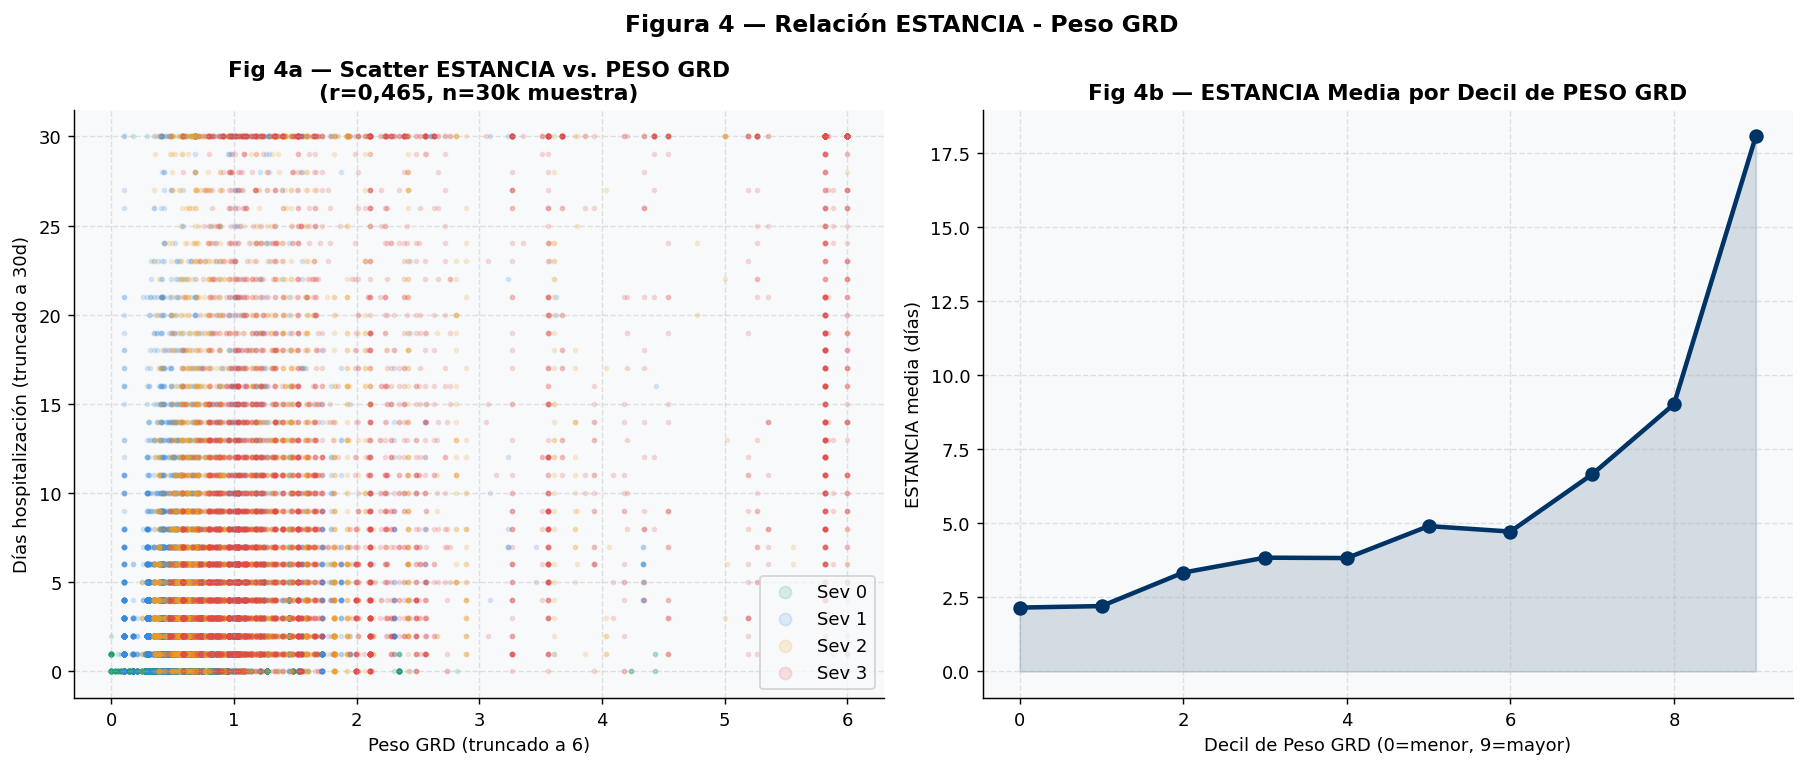 Figura 4 — Relación ESTANCIA - Peso GRD
Fig 4a — Scatter ESTANCIA vs. PESO GRD
(r=0,465, n=30k muestra)
Días hospitalización (truncado a 30d)
30
25
20
15
10
5
0
0 1 2 3 4 5 6
Peso GRD (truncado a 6)
Sev 0
Sev 1
Sev 2
Sev 3
Fig 4b — ESTANCIA Media por Decil de PESO GRD
ESTANCIA media (días)
17.5
15.0
12.5
10.0
7.5
5.0
2.5
0.0
0 2 4 6 8
Decil de Peso GRD (0=menor, 9=mayor)